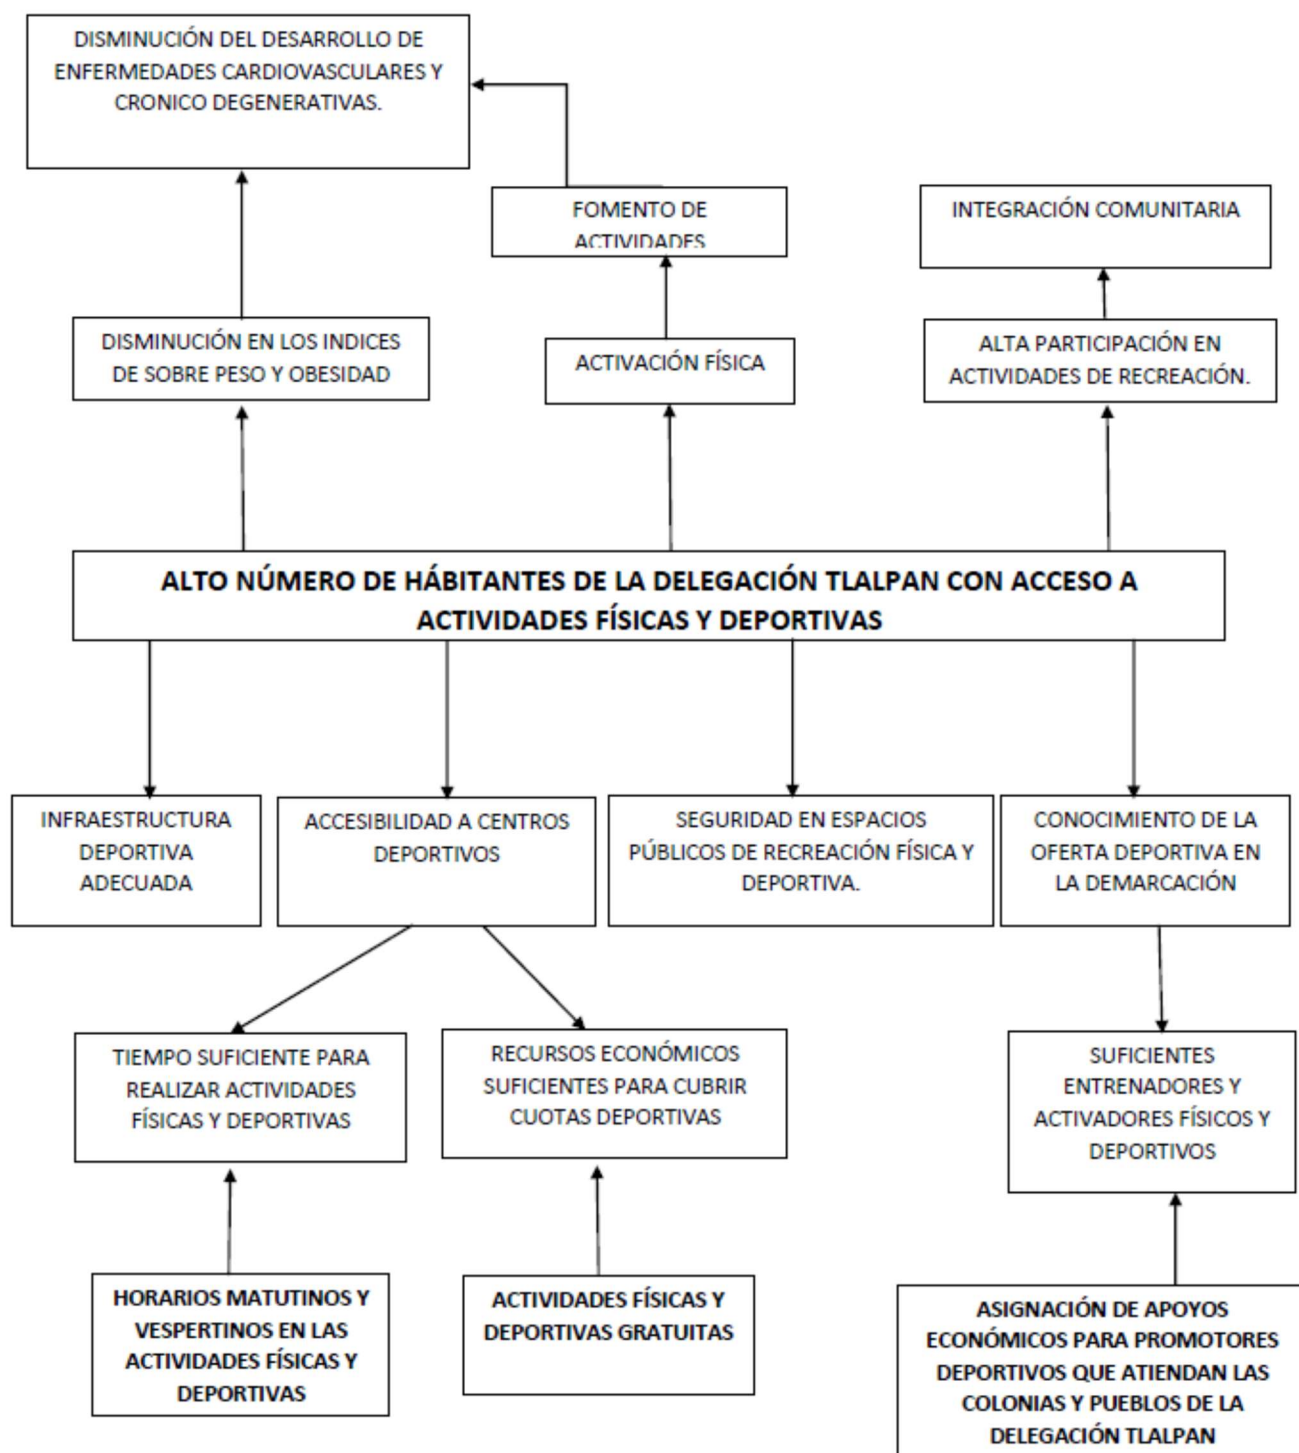 DISMINUCIÓN DEL DESARROLLO DE
ENFERMEDADES CARDIOVASCULARES Y
CRONICO DEGENERATIVAS.
FOMENTO DE
ACTIVIDADES
INTEGRACIÓN COMUNITARIA
DISMINUCIÓN EN LOS INDICES
DE SOBRE PESO Y OBESIDAD
ACTIVACIÓN FÍSICA
ALTA PARTICIPACIÓN EN
ACTIVIDADES DE RECREACIÓN.
ALTO NÚMERO DE HÁBITANTES DE LA DELEGACIÓN TLALPAN CON ACCESO A
ACTIVIDADES FÍSICAS Y DEPORTIVAS
INFRAESTRUCTURA
DEPORTIVA
ADECUADA
ACCESIBILIDAD A CENTROS
DEPORTIVOS
SEGURIDAD EN ESPACIOS
PÚBLICOS DE RECREACIÓN FÍSICA Y
DEPORTIVA.
CONOCIMIENTO DE LA
OFERTA DEPORTIVA EN
LA DEMARCACIÓN
TIEMPO SUFICIENTE PARA
REALIZAR ACTIVIDADES
FÍSICAS Y DEPORTIVAS
RECURSOS ECONÓMICOS
SUFICIENTES PARA CUBRIR
CUOTAS DEPORTIVAS
SUFICIENTES
ENTRENADORES Y
ACTIVADORES FÍSICOS Y
DEPORTIVOS
HORARIOS MATUTINOS Y
VESPERTINOS EN LAS
ACTIVIDADES FÍSICAS Y
DEPORTIVAS
ACTIVIDADES FÍSICAS Y
DEPORTIVAS GRATUITAS
ASIGNACIÓN DE APOYOS
ECONÓMICOS PARA PROMOTORES
DEPORTIVOS QUE ATIENDAN LAS
COLONIAS Y PUEBLOS DE LA
DELEGACIÓN TLALPAN